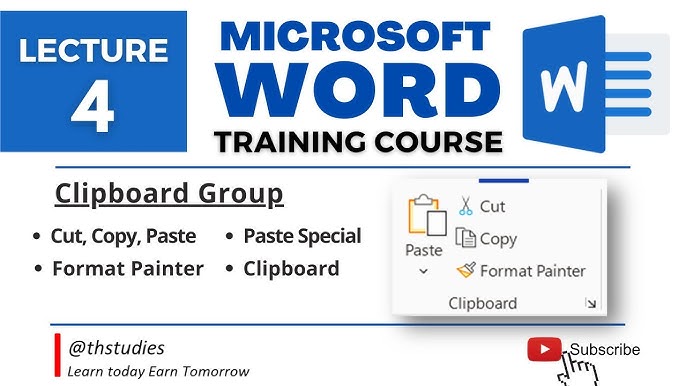 LECTURE
4
MICROSOFT
WORD
TRAINING COURSE
W
Clipboard Group
• Cut, Copy, Paste
• Paste Special
• Format Painter
• Clipboard
Paste
Cut
Copy
Format Painter
Clipboard
@thstudies
Learn today Earn Tomorrow
Subscribe